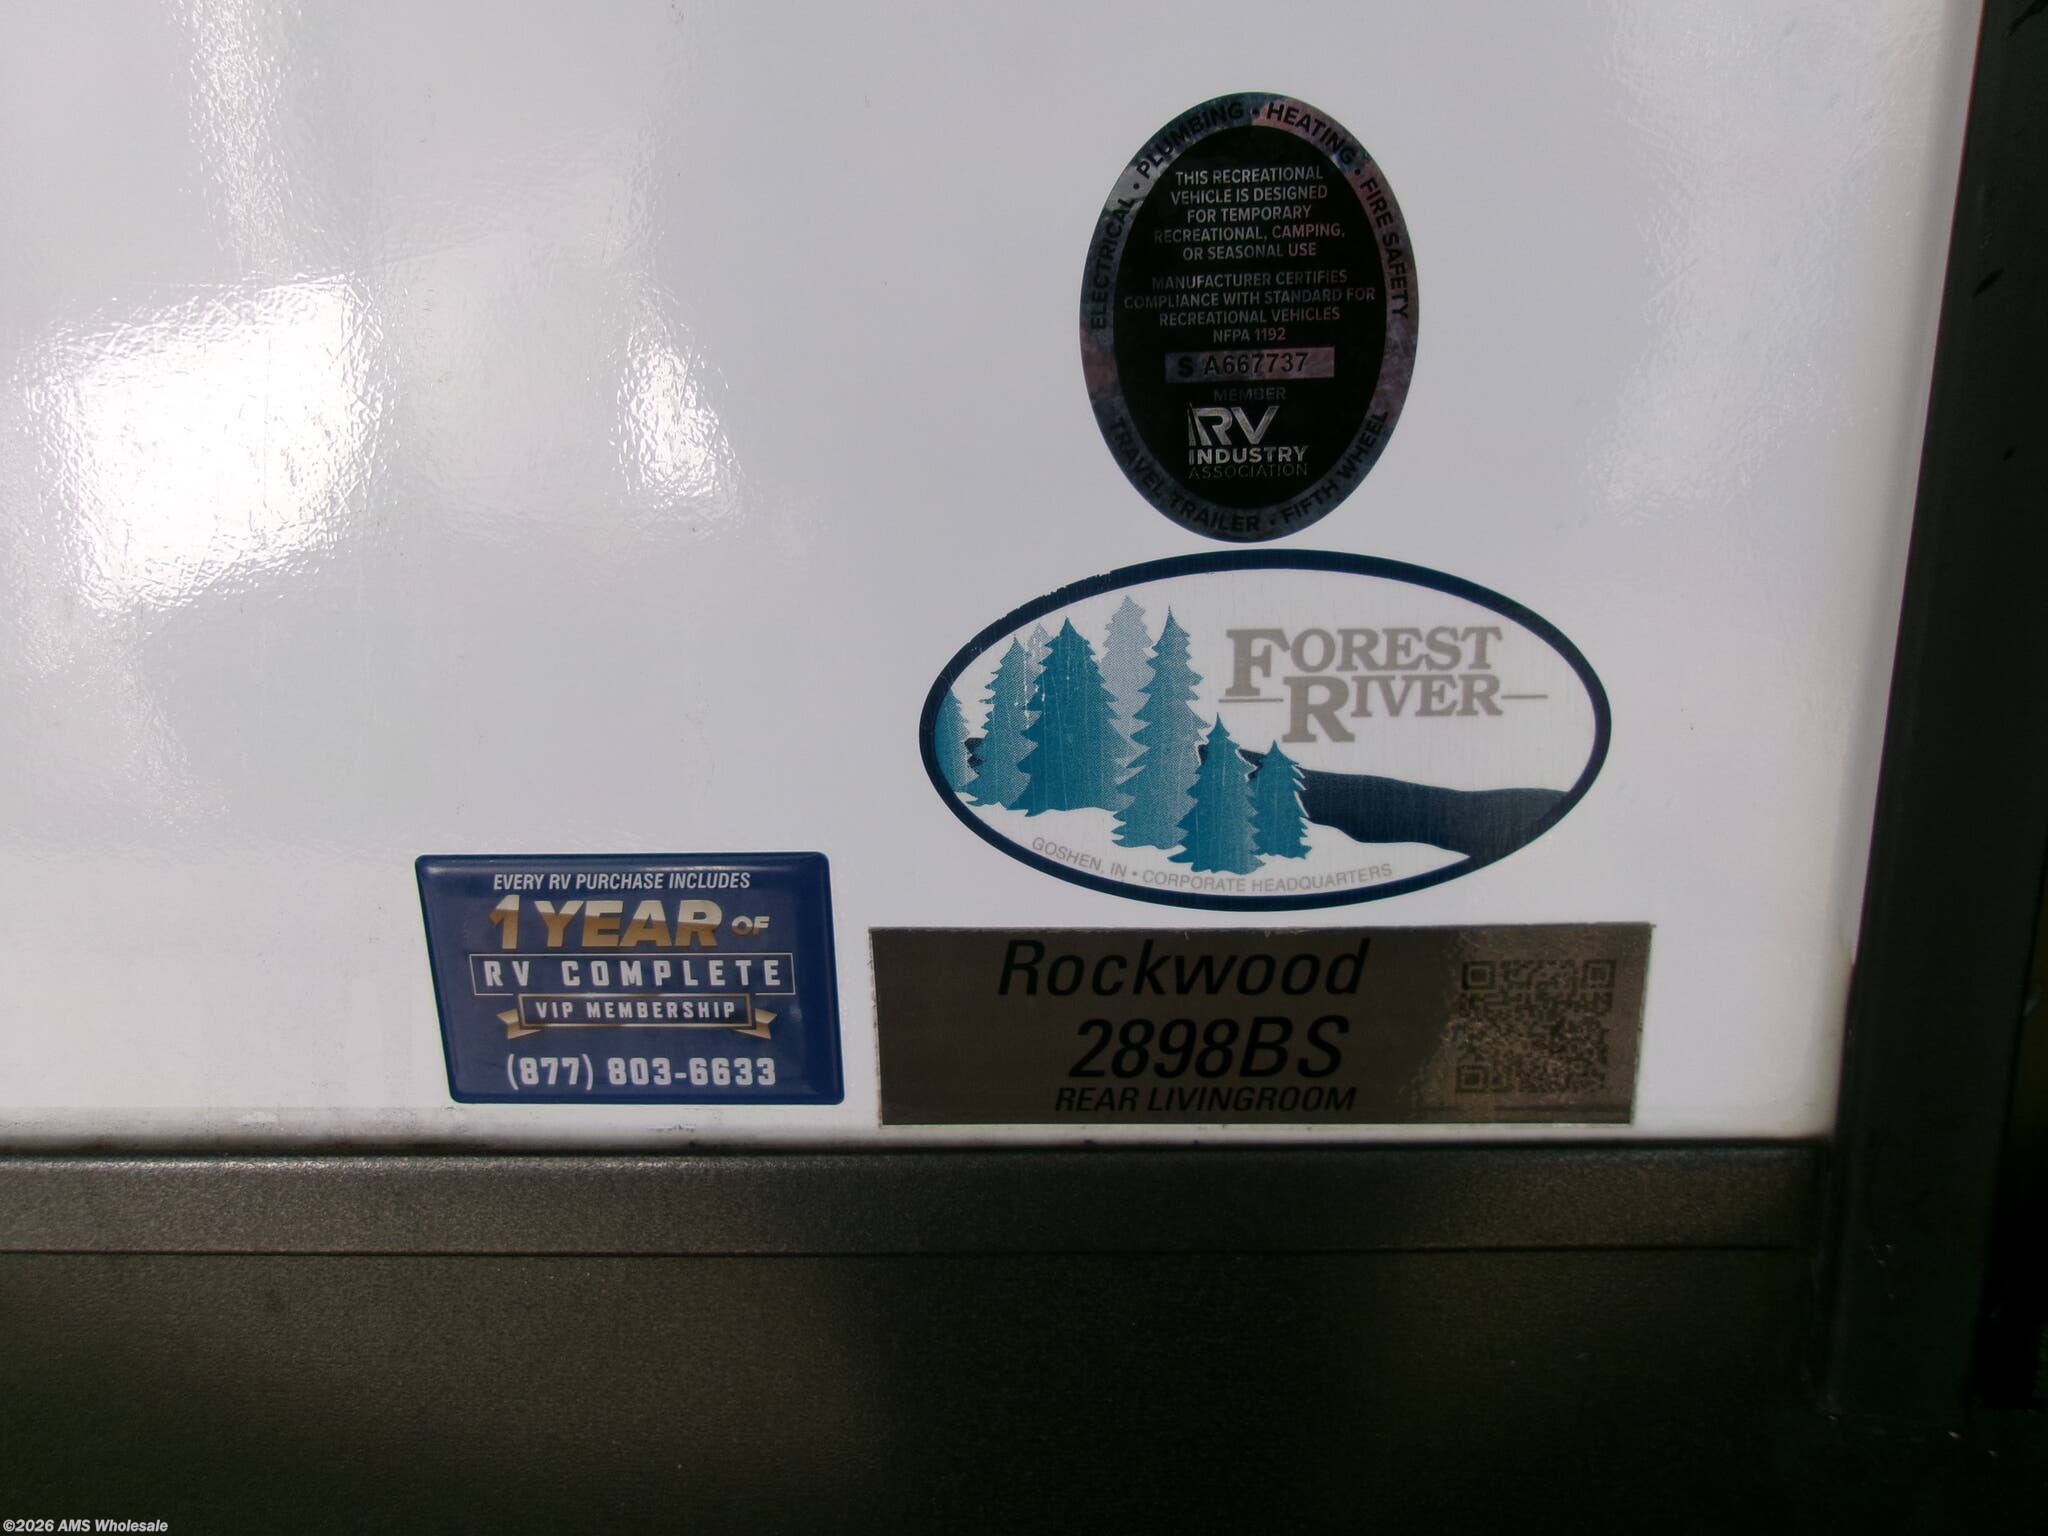 ELECTRICAL • PLUMBING • HEATING • FIRE SAFETY
THIS RECREATIONAL
VEHICLE IS DESIGNED
FOR TEMPORARY
RECREATIONAL, CAMPING,
OR SEASONAL USE
MANUFACTURER CERTIFIES
COMPLIANCE WITH STANDARD FOR
RECREATIONAL VEHICLES
NFPA 1192
S A667737
MEMBER
RV
INDUSTRY
ASSOCIATION
TRAVEL TRAILER • FIFTH WHEEL
FOREST
RIVER
GOSHEN, IN • CORPORATE HEADQUARTERS
EVERY RV PURCHASE INCLUDES
1 YEAR OF
RV COMPLETE
VIP MEMBERSHIP
(877) 803-6633
Rockwood
2898BS
REAR LIVINGROOM
©2026 AMS Wholesale